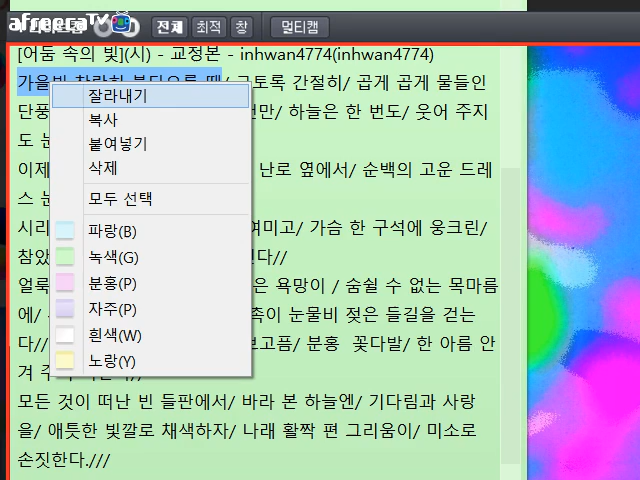 afreecaTV
전체 최적 창 멀티캠
[어둠 속의 빛](시) - 교정본 - inhwan4774(inhwan4774)
/ 그토록 간절히/ 곱게 곱게 물들인
단풍
만/ 하늘은 한 번도/ 웃어 주지
도
이제
난로 옆에서/ 순백의 고운 드레
스
시리
여미고/ 가슴 한 구석에 웅크린/
참았
다//
얼룩
은 욕망이 / 숨쉴 수 없는 목마름
에/
촉이 눈물비 젖은 들길을 걷는
다//
보고픔/ 분홍 꽃다발/ 한 아름 안
겨
모든 것이 떠난 빈 들판에서/ 바라 본 하늘엔/ 기다림과 사랑
을/ 애틋한 빛깔로 채색하자/ 나래 활짝 편 그리움이/ 미소로
손짓한다.///
잘라내기
복사
붙여넣기
삭제
모두 선택
파랑(B)
녹색(G)
분홍(P)
자주(P)
흰색(W)
노랑(Y)